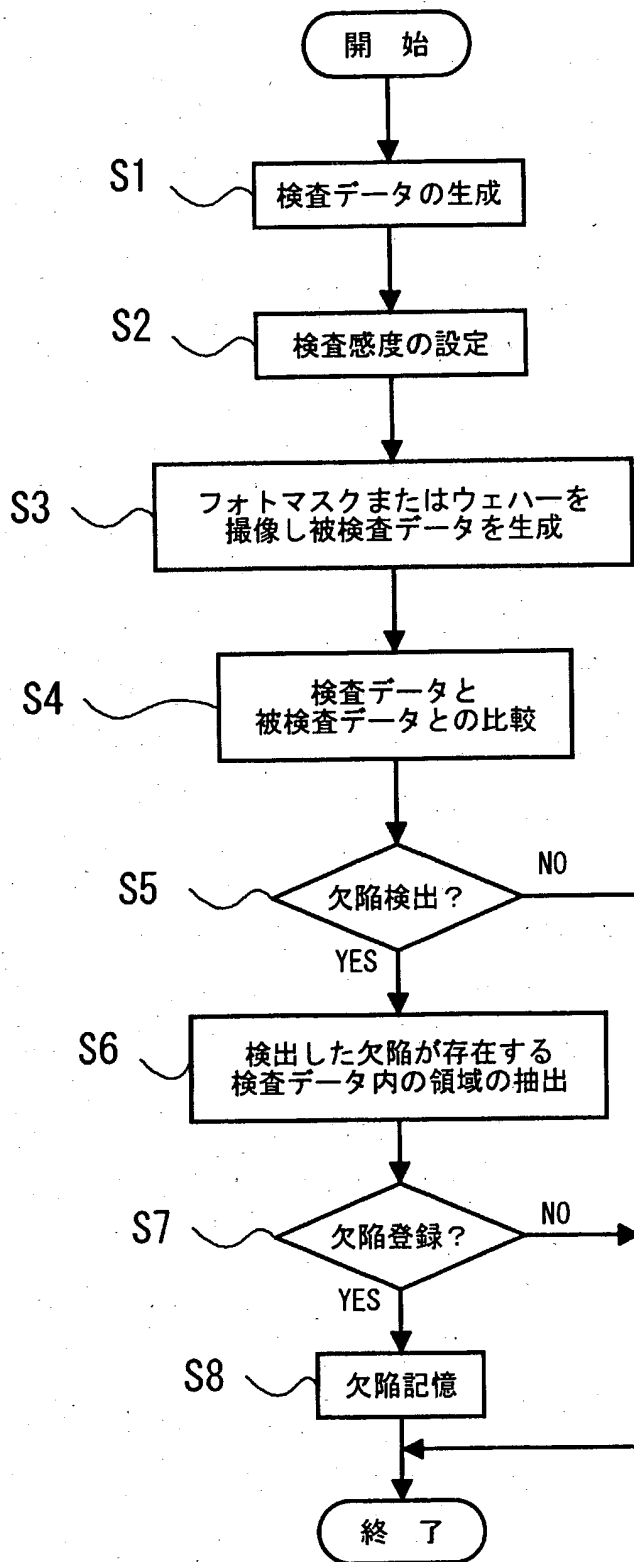 開 始
S1
検査データの生成
S2
検査感度の設定
S3
フォトマスクまたはウェハーを
撮像し被検査データを生成
S4
検査データと
被検査データとの比較
S5
欠陥検出?
NO
YES
S6
検出した欠陥が存在する
検査データ内の領域の抽出
S7
欠陥登録?
NO
YES
S8
欠陥記憶
終 了